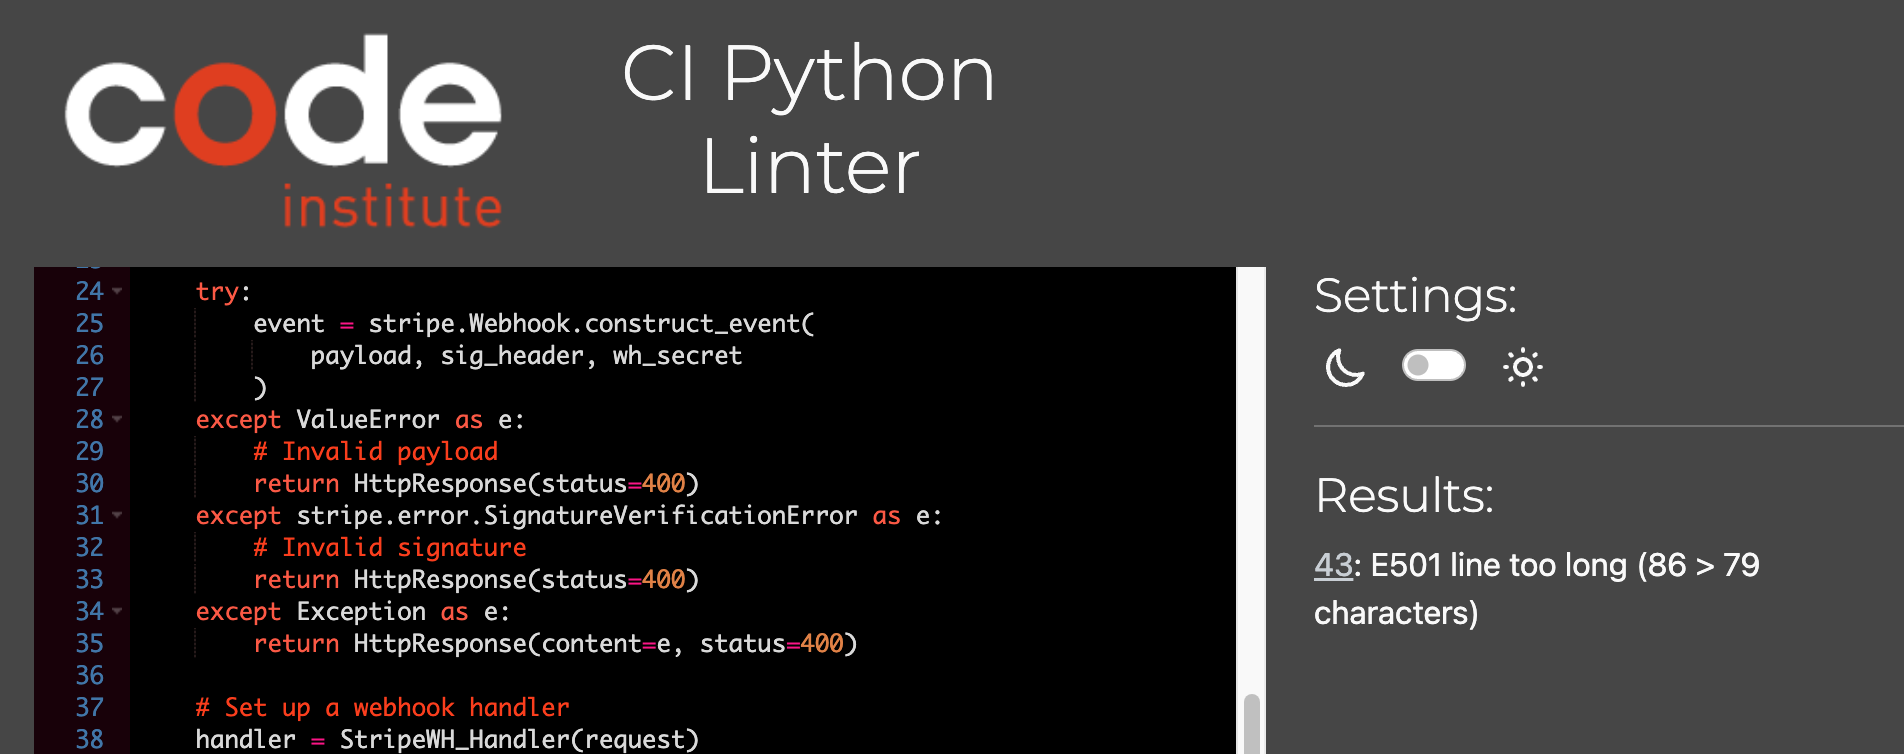 code
institute
CI Python
Linter
24 try:
25 event = stripe.Webhook.construct_event(
26 payload, sig_header, wh_secret
27 )
28 except ValueError as e:
29 # Invalid payload
30 return HttpResponse(status=400)
31 except stripe.error.SignatureVerificationError as e:
32 # Invalid signature
33 return HttpResponse(status=400)
34 except Exception as e:
35 return HttpResponse(content=e, status=400)
36
37 # Set up a webhook handler
38 handler = StripeWH_Handler(request)
Settings:
Results:
43: E501 line too long (86 > 79
characters)